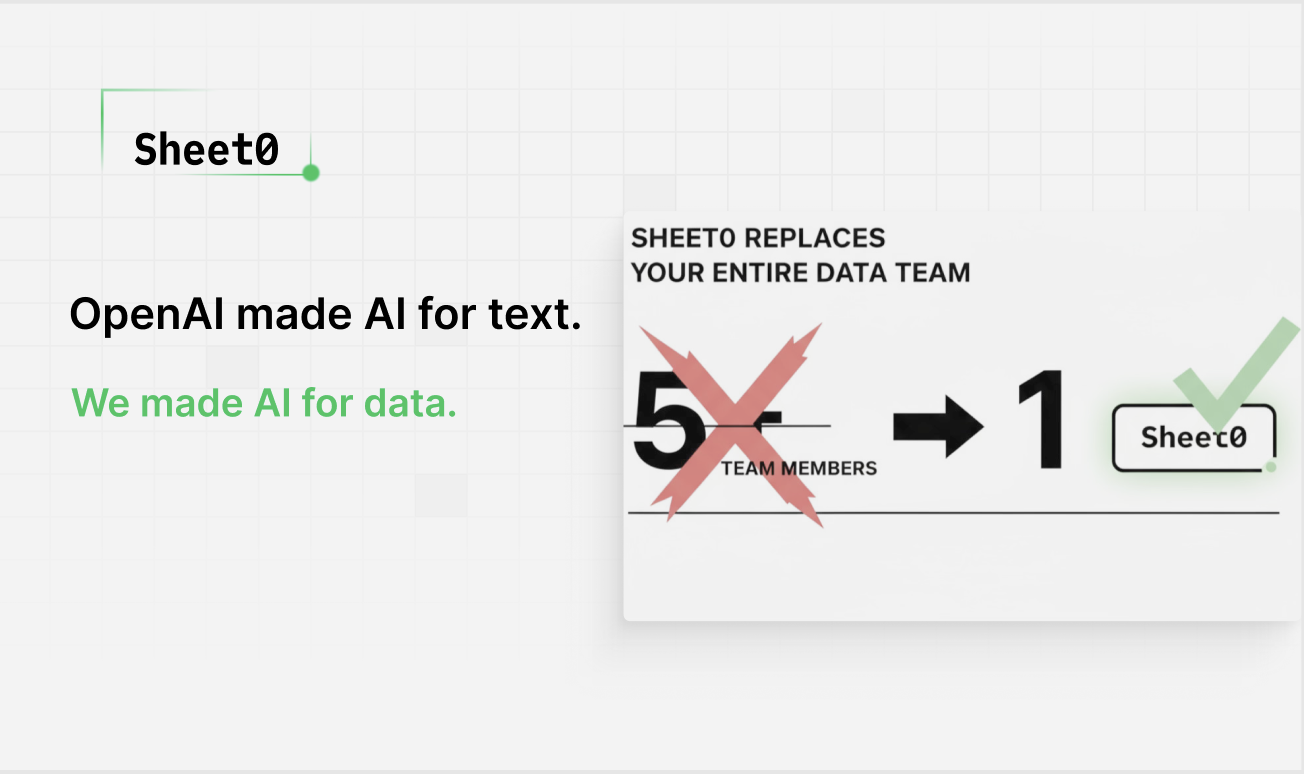 Sheet0
OpenAI made AI for text.
We made AI for data.
SHEET0 REPLACES
YOUR ENTIRE DATA TEAM
5+
TEAM MEMBERS
1
Sheet0